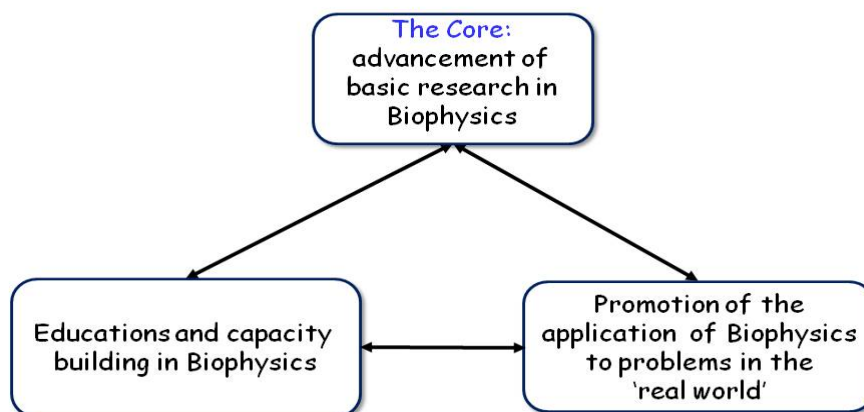 The Core:
advancement of
basic research in
Biophysics
Educations and capacity
building in Biophysics
Promotion of the
application of Biophysics
to problems in the
‘real world’